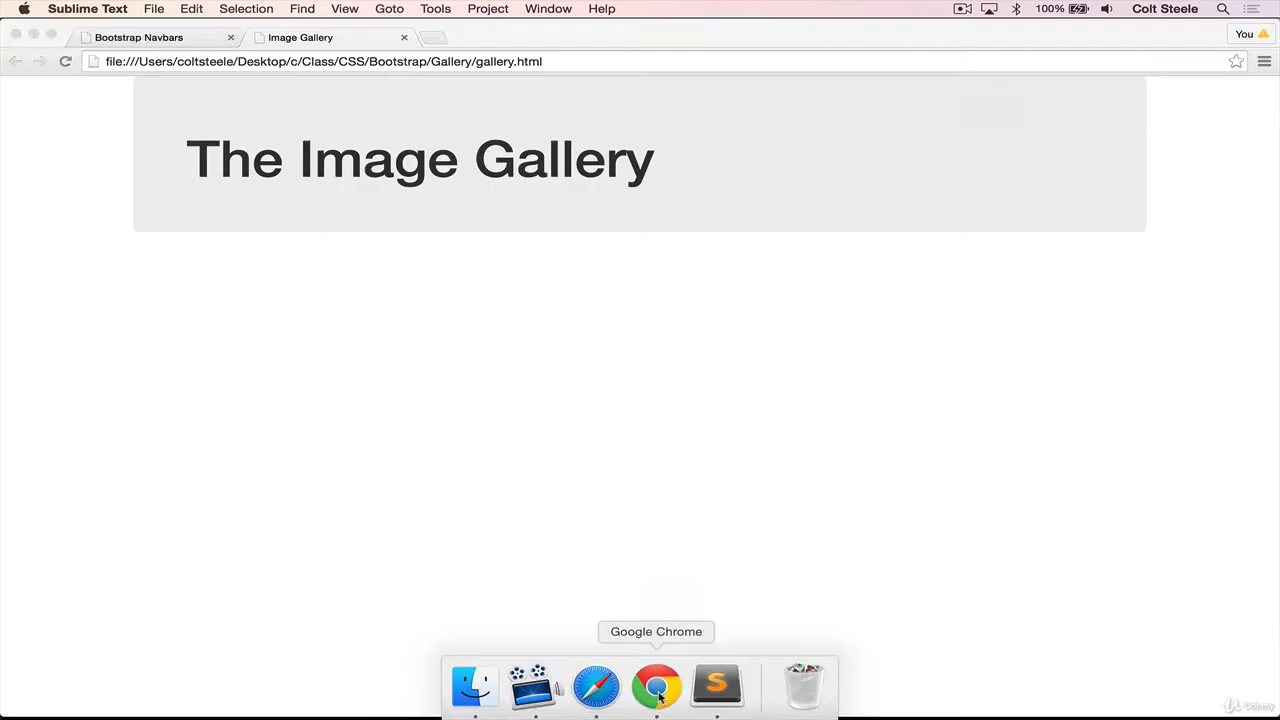 Sublime Text File Edit Selection Find View Goto Tools Project Window Help 100% Colt Steele
Bootstrap Navbars Image Gallery You
file:///Users/coltsteele/Desktop/c/Class/CSS/Bootstrap/Gallery/gallery.html
The Image Gallery
Google Chrome
S
Udemy